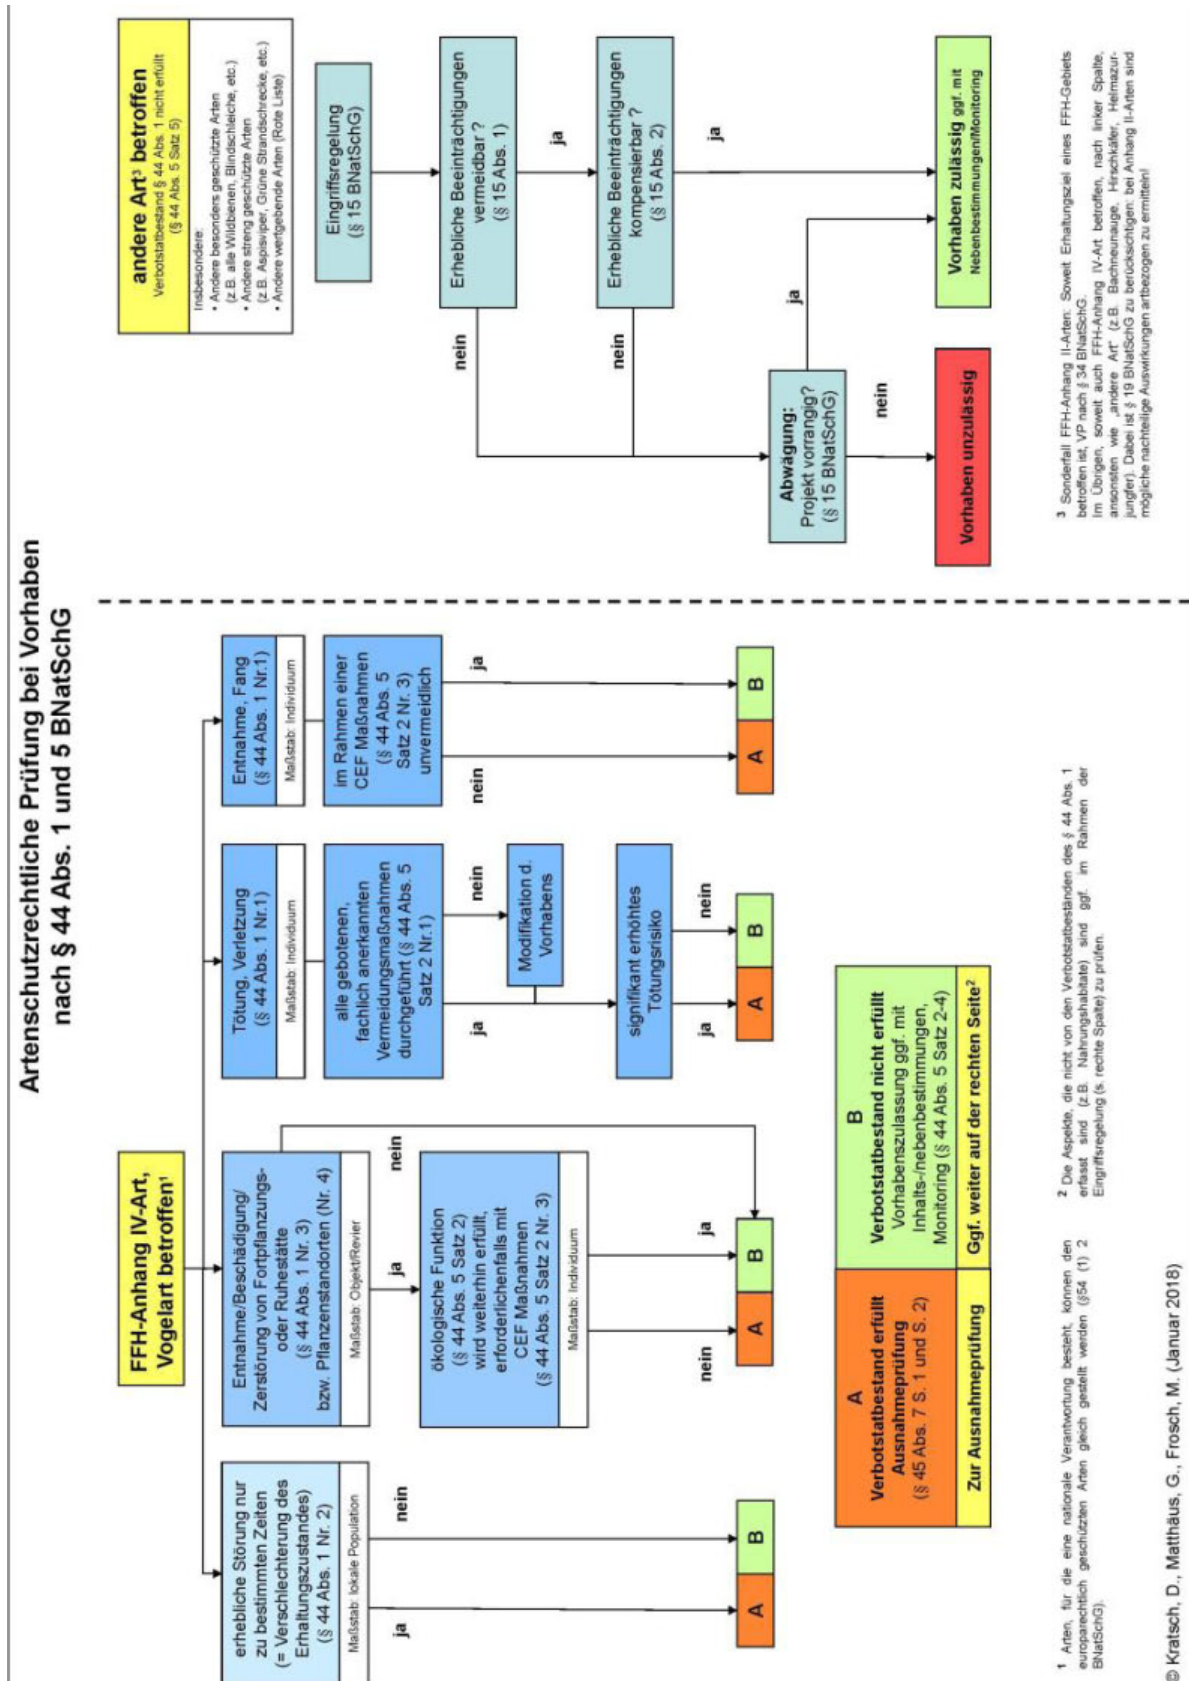 Artenschutzrechtliche Prüfung bei Vorhaben
nach § 44 Abs. 1 und 5 BNatSchG
FFH-Anhang IV-Art,
Vogelart betroffen¹
erhebliche Störung nur
zu bestimmten Zeiten
(= Verschlechterung des
Erhaltungszustandes)
(§ 44 Abs. 1 Nr. 2)
Maßstab: lokale Population
ja
nein
A
B
Entnahme/Beschädigung/
Zerstörung von Fortpflanzungs-
oder Ruhestätte
(§ 44 Abs. 1 Nr. 3)
bzw. Pflanzenstandorten (Nr. 4)
Maßstab: Objekt/Revier
ja
nein
ökologische Funktion
(§ 44 Abs. 5 Satz 2)
wird weiterhin erfüllt,
erforderlichenfalls mit
CEF Maßnahmen
(§ 44 Abs. 5 Satz 2 Nr. 3)
Maßstab: Individuum
nein
ja
A
B
Tötung, Verletzung
(§ 44 Abs. 1 Nr.1)
Maßstab: Individuum
alle gebotenen,
fachlich anerkannten
Vermeidungsmaßnahmen
durchgeführt (§ 44 Abs. 5
Satz 2 Nr.1)
ja
nein
Modifikation d.
Vorhabens
signifikant erhöhtes
Tötungsrisiko
ja
nein
A
B
Entnahme, Fang
(§ 44 Abs. 1 Nr.1)
Maßstab: Individuum
im Rahmen einer
CEF Maßnahmen
(§ 44 Abs. 5
Satz 2 Nr. 3)
unvermeidlich
nein
ja
A
B
A
Verbotstatbestand erfüllt
Ausnahmeprüfung
(§ 45 Abs. 7 S. 1 und S. 2)
Zur Ausnahmeprüfung
B
Verbotstatbestand nicht erfüllt
Vorhabenszulassung ggf. mit
Inhalts-/nebenbestimmungen,
Monitoring (§ 44 Abs. 5 Satz 2-4)
Ggf. weiter auf der rechten Seite²
¹ Arten, für die eine nationale Verantwortung besteht, können den
europarechtlich geschützten Arten gleich gestellt werden (§54 (1) 2
BNatSchG).
² Die Aspekte, die nicht von den Verbotstatbeständen des § 44 Abs. 1
erfasst sind (z.B. Nahrungshabitate) sind ggf. im Rahmen der
Eingriffsregelung (s. rechte Spalte) zu prüfen.
© Kratsch, D., Matthäus, G., Frosch, M. (Januar 2018)
andere Art³ betroffen
Verbotstatbestand § 44 Abs. 1 nicht erfüllt
(§ 44 Abs. 5 Satz 5)
Insbesondere:
• Andere besonders geschützte Arten
(z.B. alle Wildbienen, Blindschleiche, etc.)
• Andere streng geschützte Arten
(z.B. Aspisviper, Grüne Strandschrecke, etc.)
• Andere wertgebende Arten (Rote Liste)
Eingriffsregelung
(§ 15 BNatSchG)
Erhebliche Beeinträchtigungen
vermeidbar ?
(§ 15 Abs. 1)
nein
ja
Erhebliche Beeinträchtigungen
kompensierbar ?
(§ 15 Abs. 2)
nein
ja
Abwägung:
Projekt vorrangig?
(§ 15 BNatSchG)
ja
nein
Vorhaben unzulässig
Vorhaben zulässig ggf. mit
Nebenbestimmungen/Monitoring
³ Sonderfall FFH-Anhang II-Arten: Soweit Erhaltungsziel eines FFH-Gebiets
betroffen ist, VP nach § 34 BNatSchG.
Im Übrigen, soweit auch FFH-Anhang IV-Art betroffen, nach linker Spalte,
ansonsten wie „andere Art“ (z.B. Bachneunauge, Hirschkäfer, Helmazur-
jungfer). Dabei ist § 19 BNatSchG zu berücksichtigen: bei Anhang II-Arten sind
mögliche nachteilige Auswirkungen artbezogen zu ermitteln!